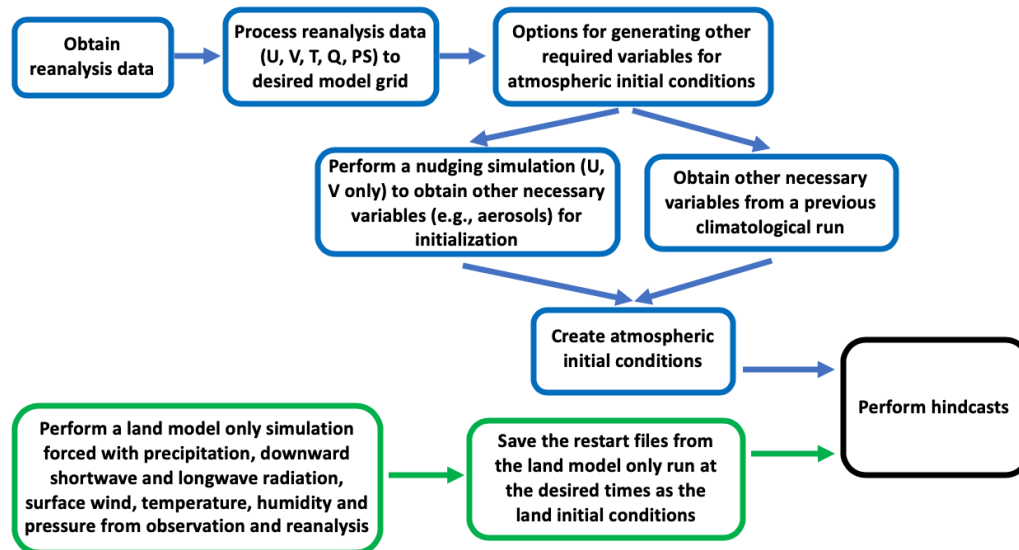 Obtain
reanalysis data
Process reanalysis data
(U, V, T, Q, PS) to
desired model grid
Options for generating other
required variables for
atmospheric initial conditions
Perform a nudging simulation (U,
V only) to obtain other necessary
variables (e.g., aerosols) for
initialization
Obtain other necessary
variables from a previous
climatological run
Create atmospheric
initial conditions
Perform hindcasts
Perform a land model only simulation
forced with precipitation, downward
shortwave and longwave radiation,
surface wind, temperature, humidity and
pressure from observation and reanalysis
Save the restart files from
the land model only run at
the desired times as the
land initial conditions